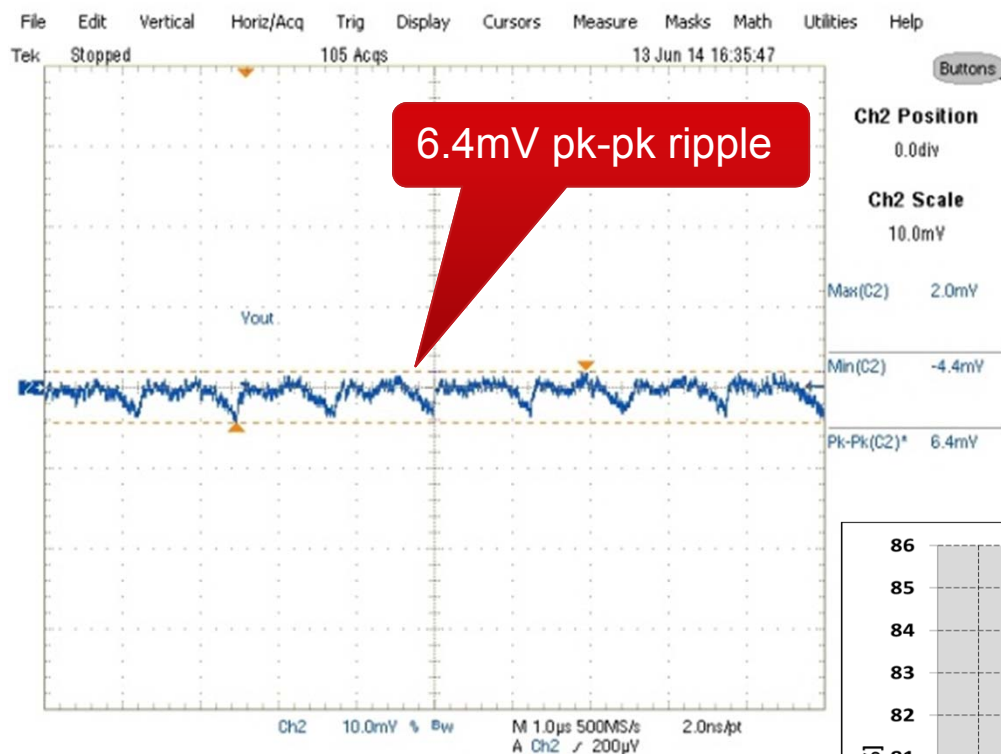 File Edit Vertical Horiz/Acq Trig Display Cursors Measure Masks Math Utilities Help
Tek Stopped 105 Acqs 13 Jun 14 16:35:47
Buttons
6.4mV pk-pk ripple
Ch2 Position
0.0div
Ch2 Scale
10.0mV
Max(C2) 2.0mV
Vout
Min(C2) -4.4mV
2
Pk-Pk(C2)* 6.4mV
Ch2 10.0mV % Bw M 1.0µs 500MS/s 2.0ns/pt
A Ch2 / 200µV
86
85
84
83
82
81